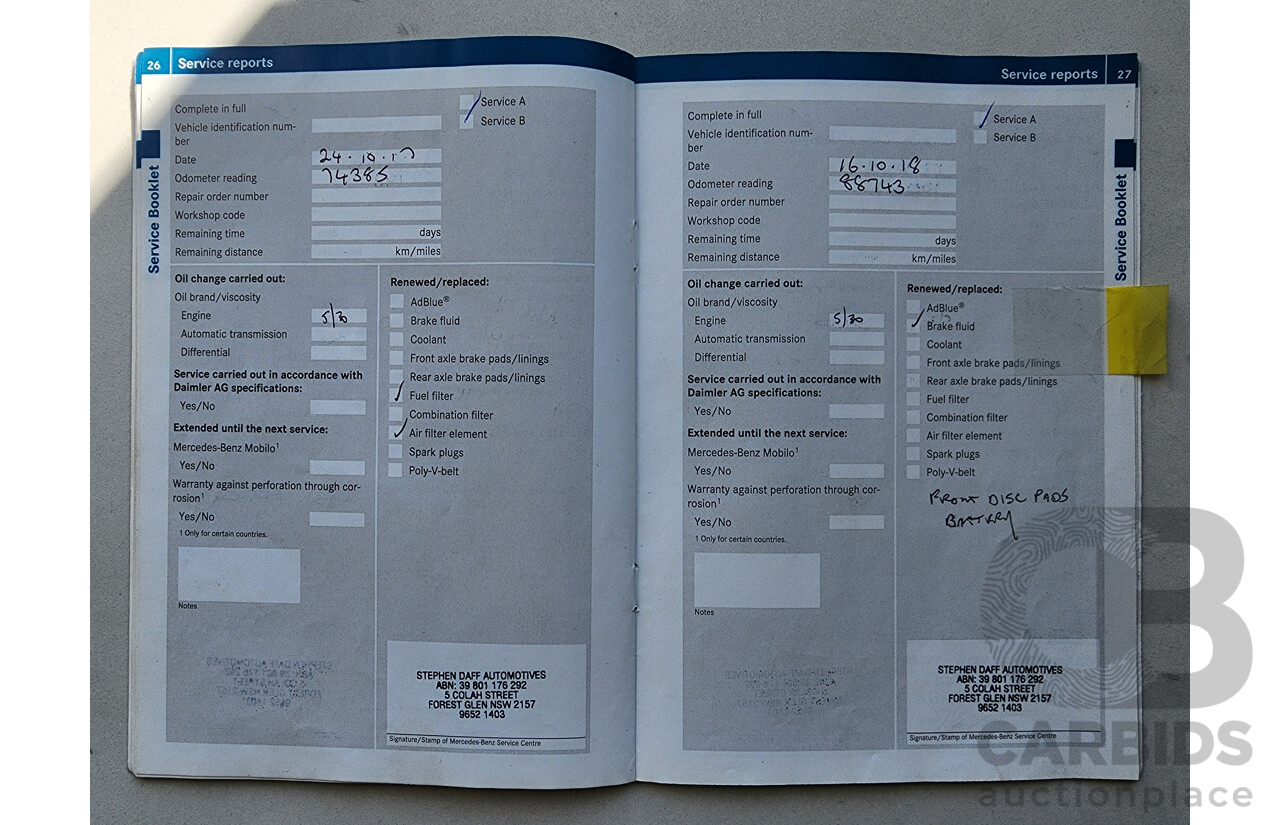 26 Service reports
Complete in full
Service A
Service B
Vehicle identification num-
ber
Date 24.10.17
Odometer reading 74385
Repair order number
Workshop code
Remaining time days
Remaining distance km/miles
Oil change carried out:
Oil brand/viscosity
Engine 5/30
Automatic transmission
Differential
Service carried out in accordance with
Daimler AG specifications:
Yes/No
Extended until the next service:
Mercedes-Benz Mobilo¹
Yes/No
Warranty against perforation through cor-
rosion¹
Yes/No
1 Only for certain countries.
Notes
Renewed/replaced:
AdBlue®
Brake fluid
Coolant
Front axle brake pads/linings
Rear axle brake pads/linings
Fuel filter
Combination filter
Air filter element
Spark plugs
Poly-V-belt
STEPHEN DAFF AUTOMOTIVES
ABN: 39 801 176 292
5 COLAH STREET
FOREST GLEN NSW 2157
9652 1403
Signature/Stamp of Mercedes-Benz Service Centre
Service Booklet
Service reports 27
Complete in full
Service A
Service B
Vehicle identification num-
ber
Date 16.10.18
Odometer reading 88743
Repair order number
Workshop code
Remaining time days
Remaining distance km/miles
Oil change carried out:
Oil brand/viscosity
Engine 5/30
Automatic transmission
Differential
Service carried out in accordance with
Daimler AG specifications:
Yes/No
Extended until the next service:
Mercedes-Benz Mobilo¹
Yes/No
Warranty against perforation through cor-
rosion¹
Yes/No
1 Only for certain countries.
Notes
Renewed/replaced:
AdBlue®
Brake fluid
Coolant
Front axle brake pads/linings
Rear axle brake pads/linings
Fuel filter
Combination filter
Air filter element
Spark plugs
Poly-V-belt
FRONT DISC PADS
BATTERY
STEPHEN DAFF AUTOMOTIVES
ABN: 39 801 176 292
5 COLAH STREET
FOREST GLEN NSW 2157
9652 1403
Signature/Stamp of Mercedes-Benz Service Centre
Service Booklet
CB
CARBIDS
auctionplace